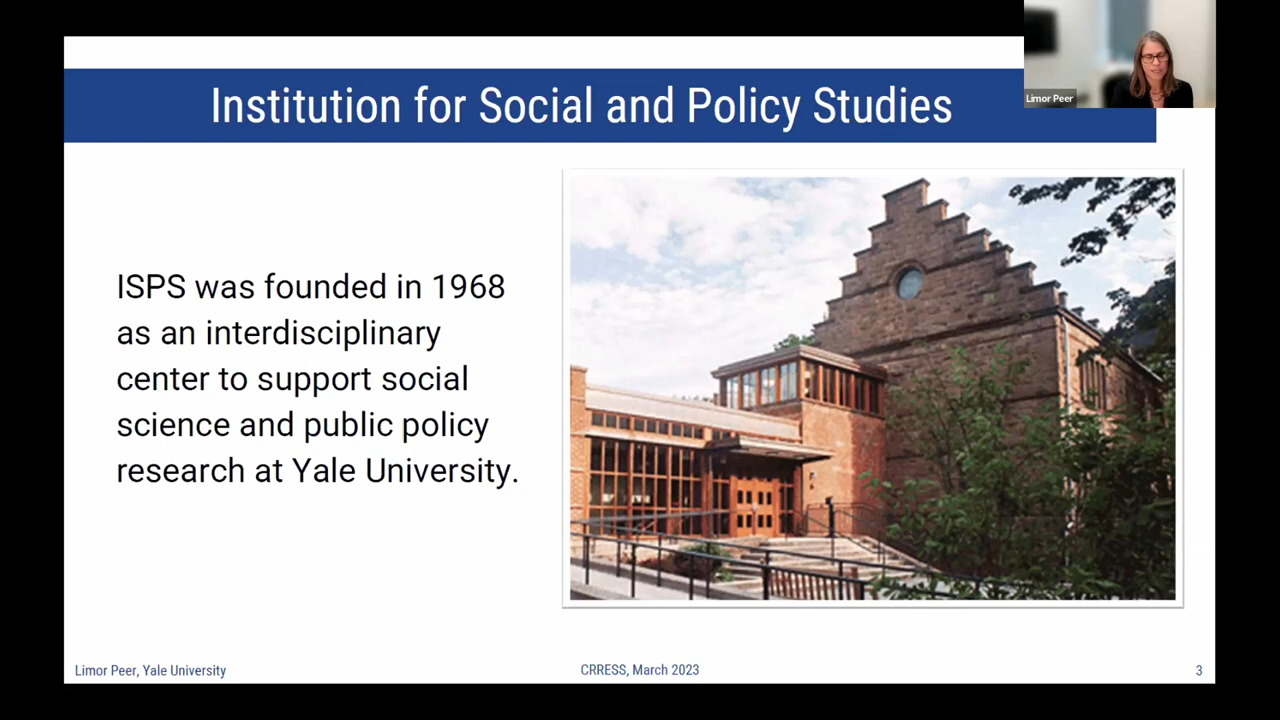 Institution for Social and Policy Studies
Limor Peer
ISPS was founded in 1968
as an interdisciplinary
center to support social
science and public policy
research at Yale University.
Limor Peer, Yale University
CRRESS, March 2023
3